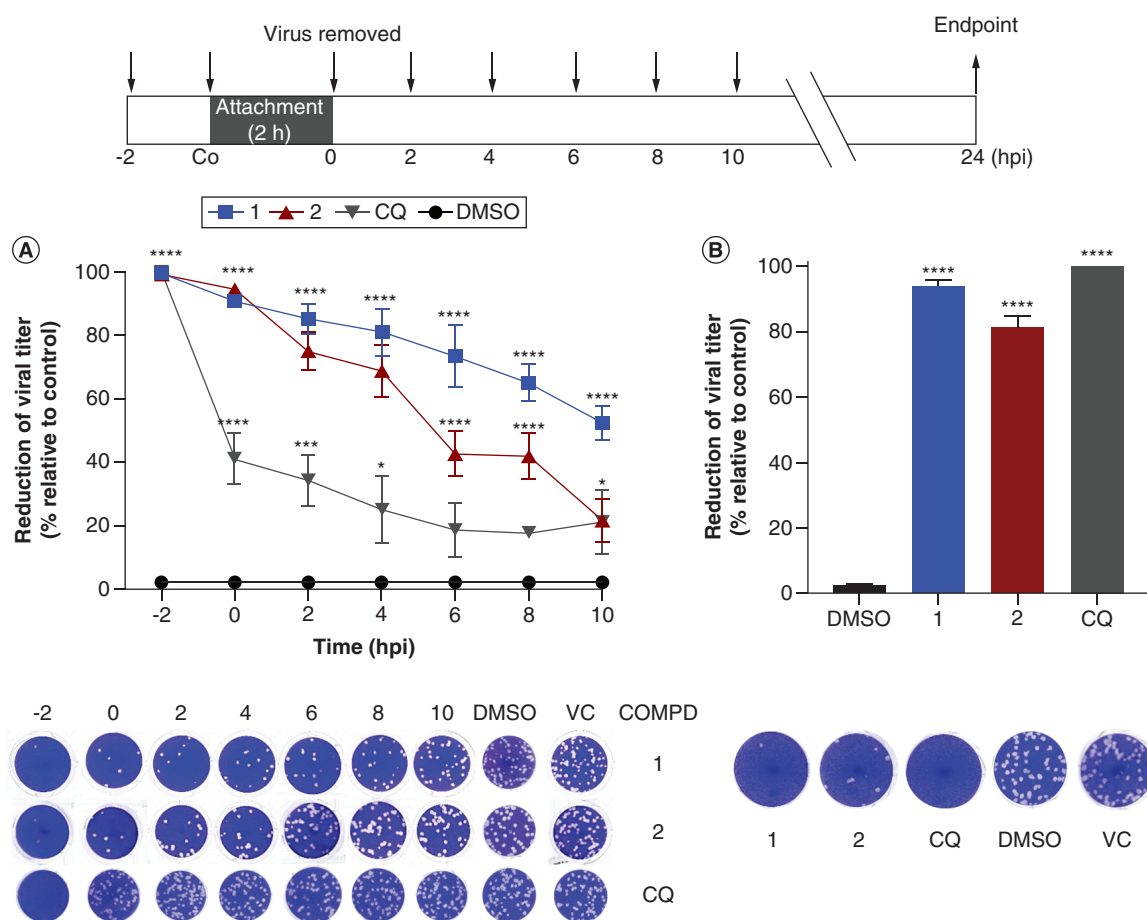 Virus removed
Endpoint
Attachment
(2 h)
-2 Co 0 2 4 6 8 10 24 (hpi)
1 2 CQ DMSO
A
**** **** **** **** **** **** ****
**** *** * **** **** *
Reduction of viral titer
(% relative to control)
100
80
60
40
20
0
-2 0 2 4 6 8 10
Time (hpi)
B
**** **** ****
Reduction of viral titer
(% relative to control)
100
80
60
40
20
0
DMSO 1 2 CQ
-2 0 2 4 6 8 10 DMSO VC COMPD
1
2
CQ
1 2 CQ DMSO VC